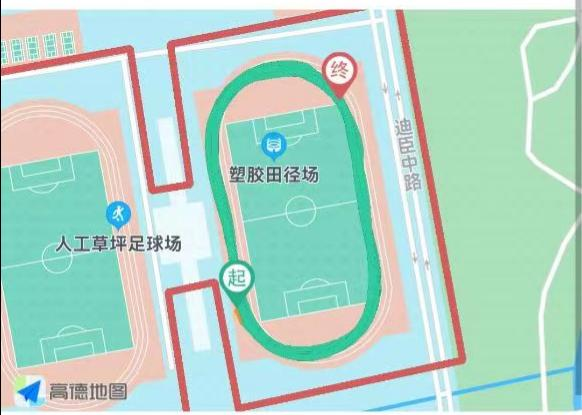 终
迪臣中路
塑胶田径场
人工草坪足球场
起
高德地图